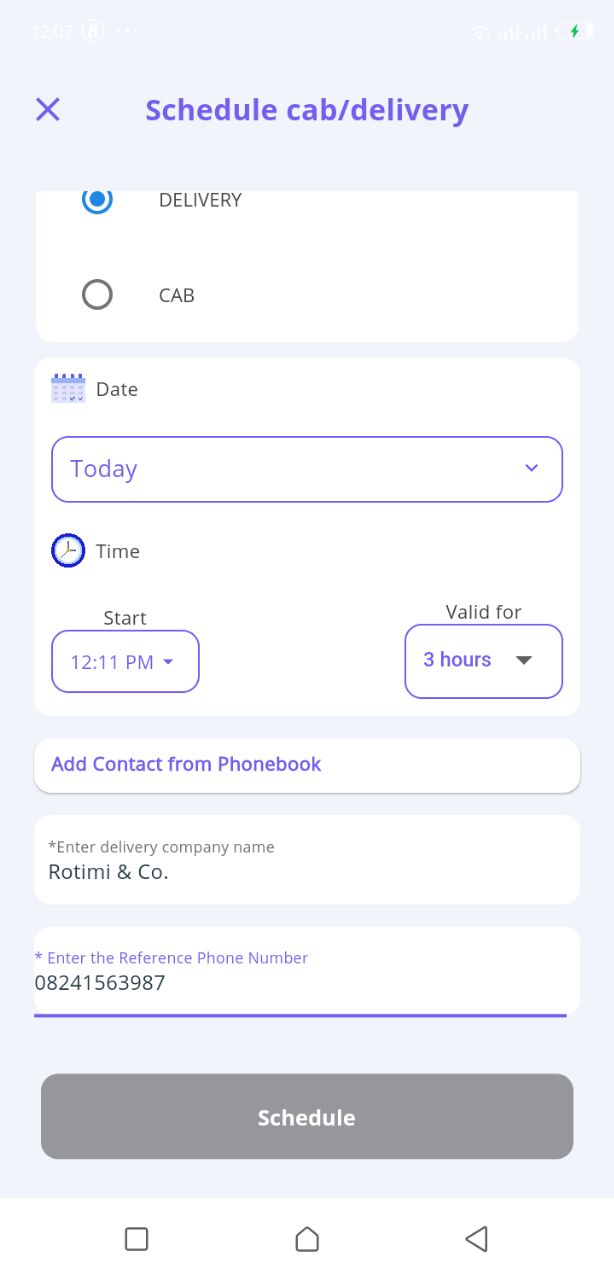 12:07
Schedule cab/delivery
DELIVERY
CAB
Date
Today
Time
Start
Valid for
12:11 PM
3 hours
Add Contact from Phonebook
*Enter delivery company name
Rotimi & Co.
* Enter the Reference Phone Number
08241563987
Schedule